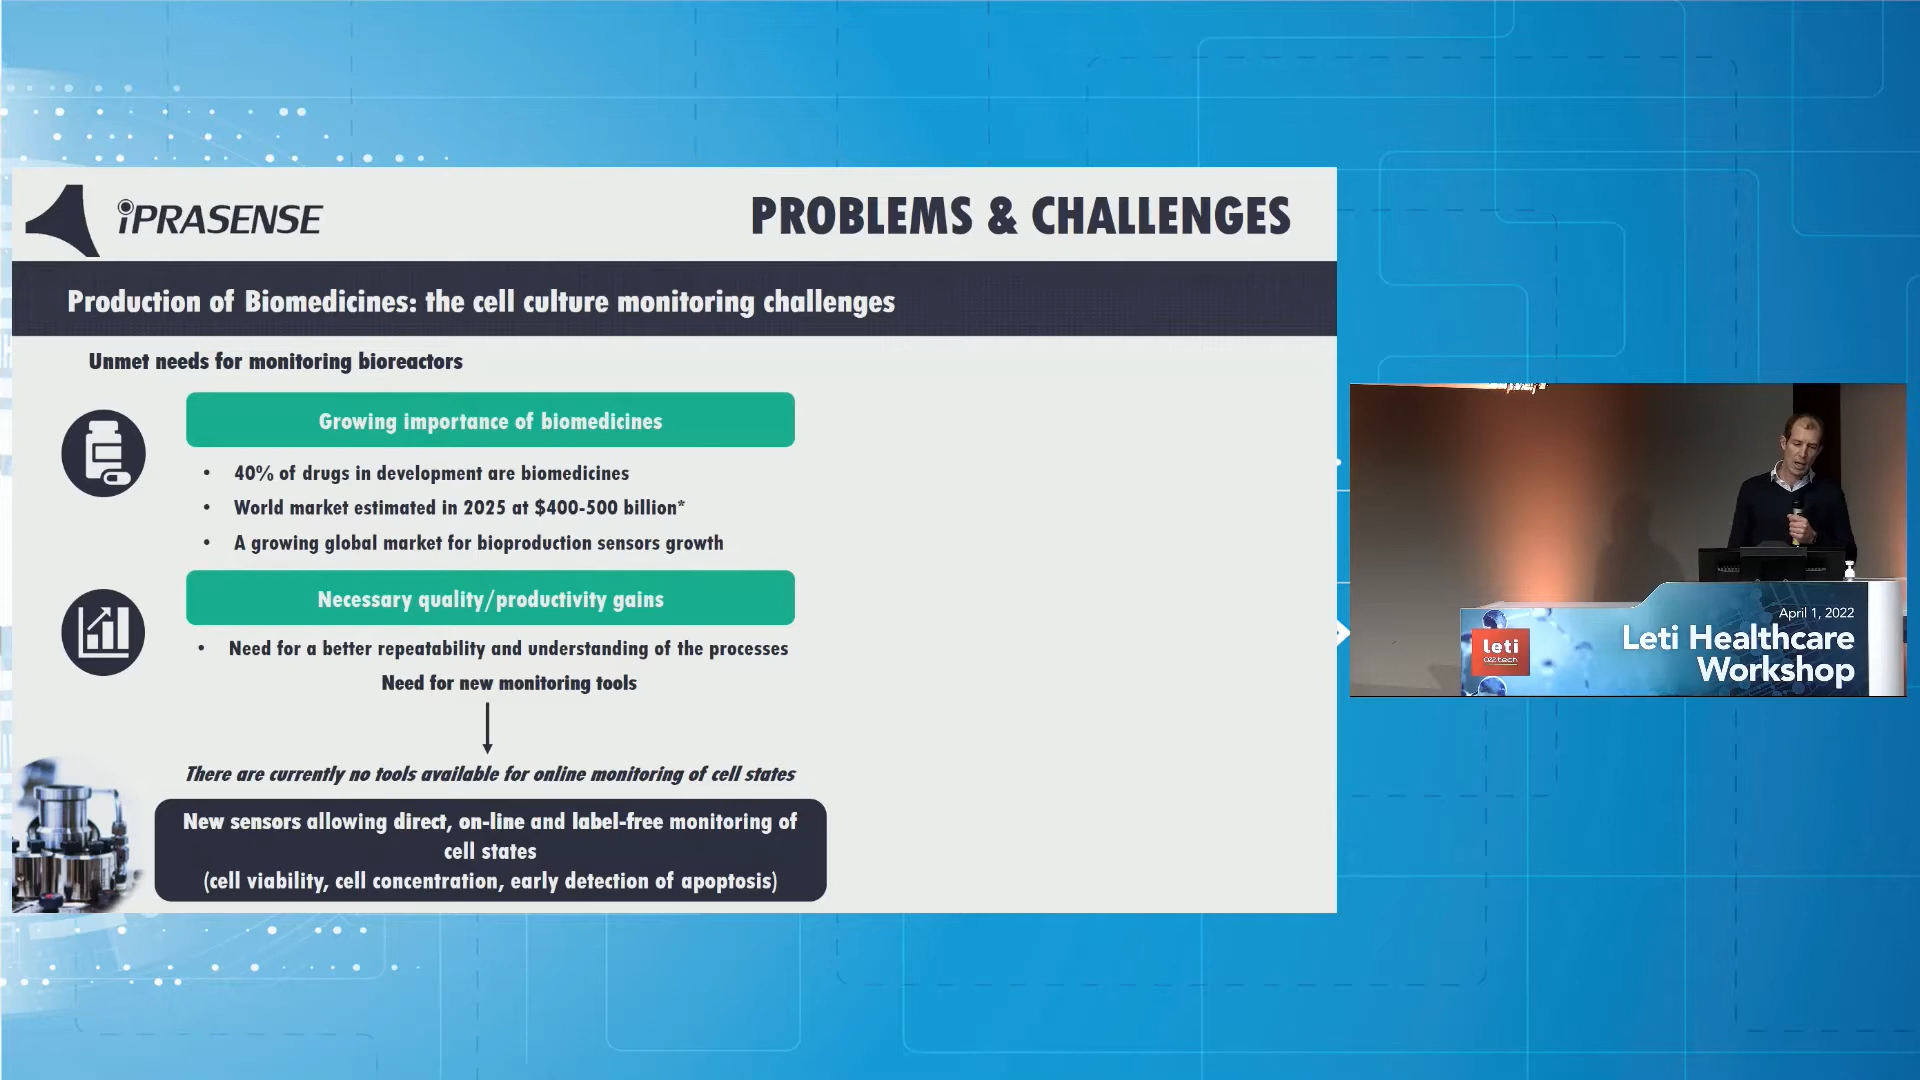 iPRASENSE
PROBLEMS & CHALLENGES
Production of Biomedicines: the cell culture monitoring challenges
Unmet needs for monitoring bioreactors
Growing importance of biomedicines
• 40% of drugs in development are biomedicines
• World market estimated in 2025 at $400-500 billion*
• A growing global market for bioproduction sensors growth
Necessary quality/productivity gains
• Need for a better repeatability and understanding of the processes
Need for new monitoring tools
There are currently no tools available for online monitoring of cell states
New sensors allowing direct, on-line and label-free monitoring of
cell states
(cell viability, cell concentration, early detection of apoptosis)
April 1, 2022
Leti Healthcare
Workshop
leti
cea tech